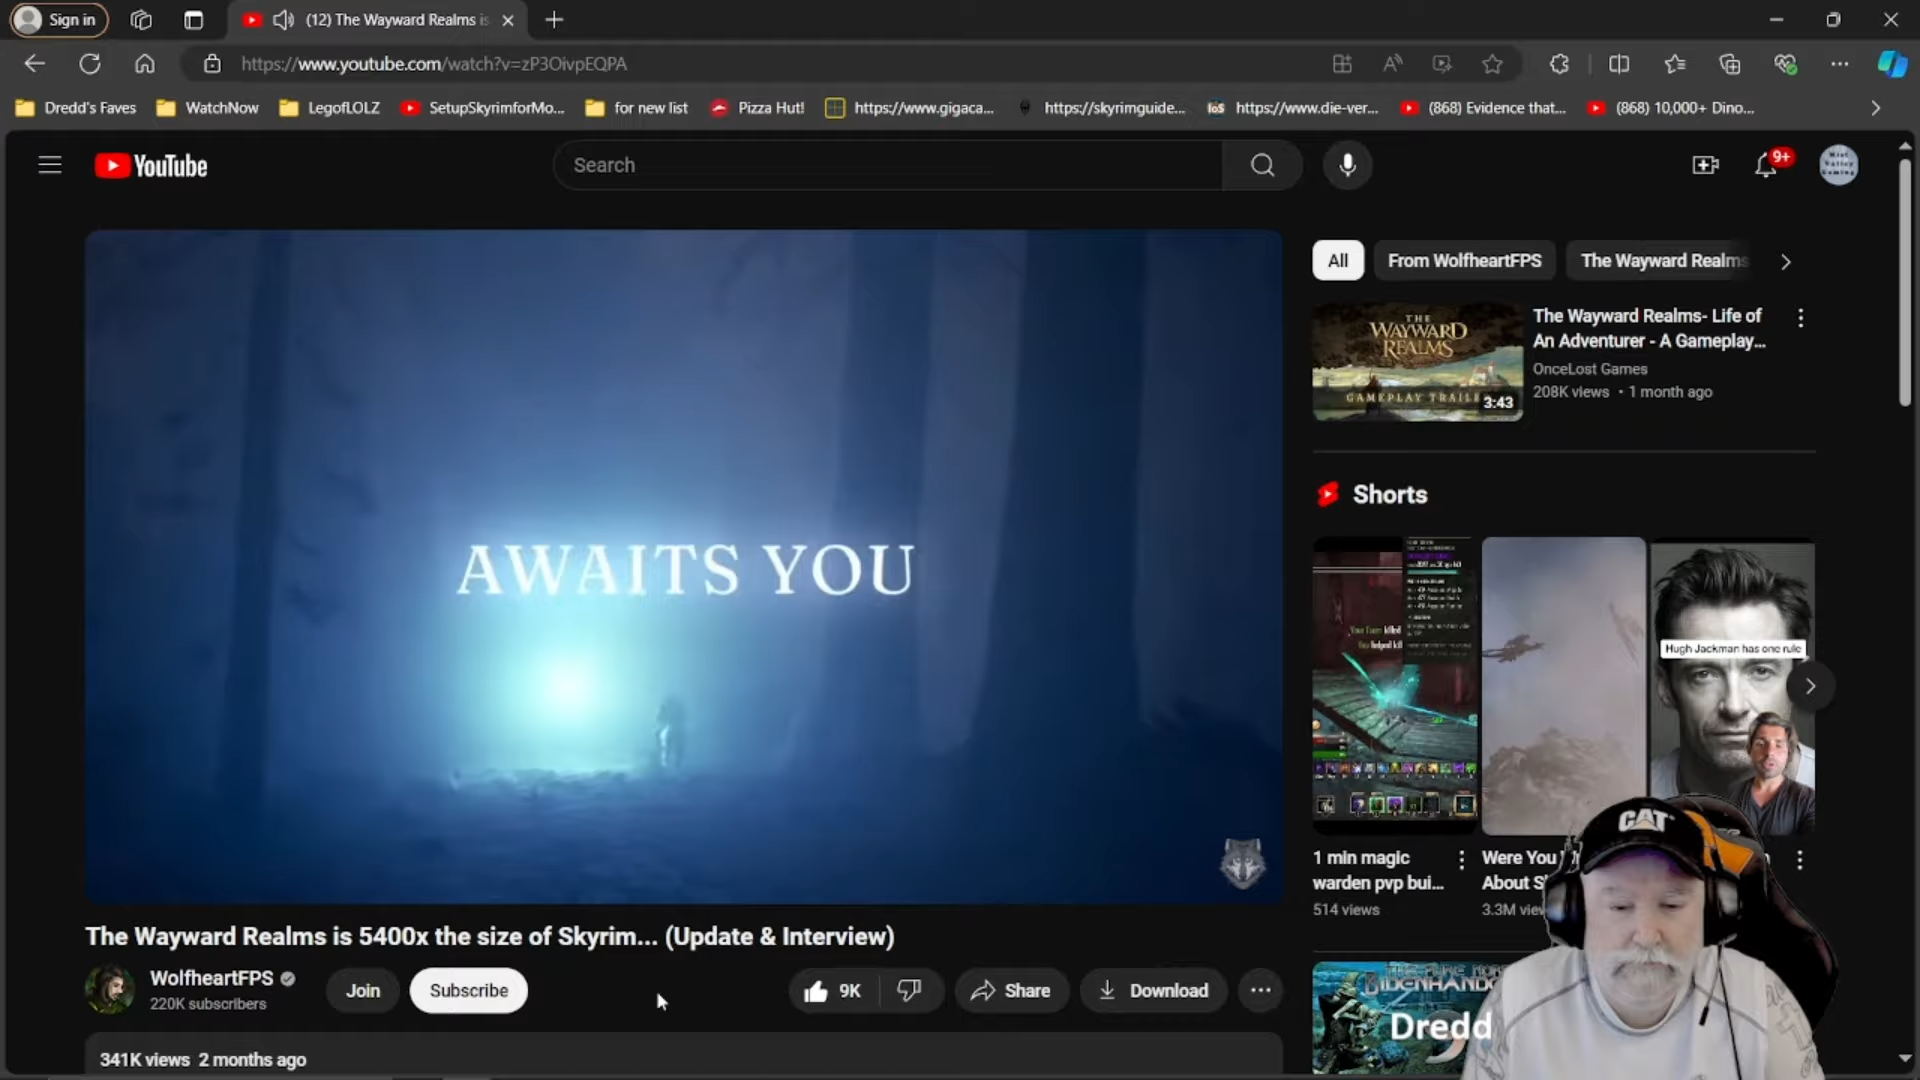 Sign in
(12) The Wayward Realms is
https://www.youtube.com/watch?v=zP3OivpEQPA
Dredd's Faves
WatchNow
LegoflLOLZ
SetupSkyrimforMo...
for new list
Pizza Hut!
https://www.gigaca...
https://skyrimguide...
https://www.die-ver...
(868) Evidence that...
(868) 10,000+ Dino...
YouTube
Search
9+
AWAITS YOU
The Wayward Realms is 5400x the size of Skyrim... (Update & Interview)
WolfheartFPS
220K subscribers
Join
Subscribe
9K
Share
Download
341K views 2 months ago
All
From WolfheartFPS
The Wayward Realms
THE
WAYWARD
REALMS
GAMEPLAY
3:43
The Wayward Realms- Life of
An Adventurer - A Gameplay...
OnceLost Games
208K views • 1 month ago
Shorts
Hugh Jackman has one rule
1 min magic
warden pvp bui...
514 views
Were You
About
3.3M
CAT
Dredd